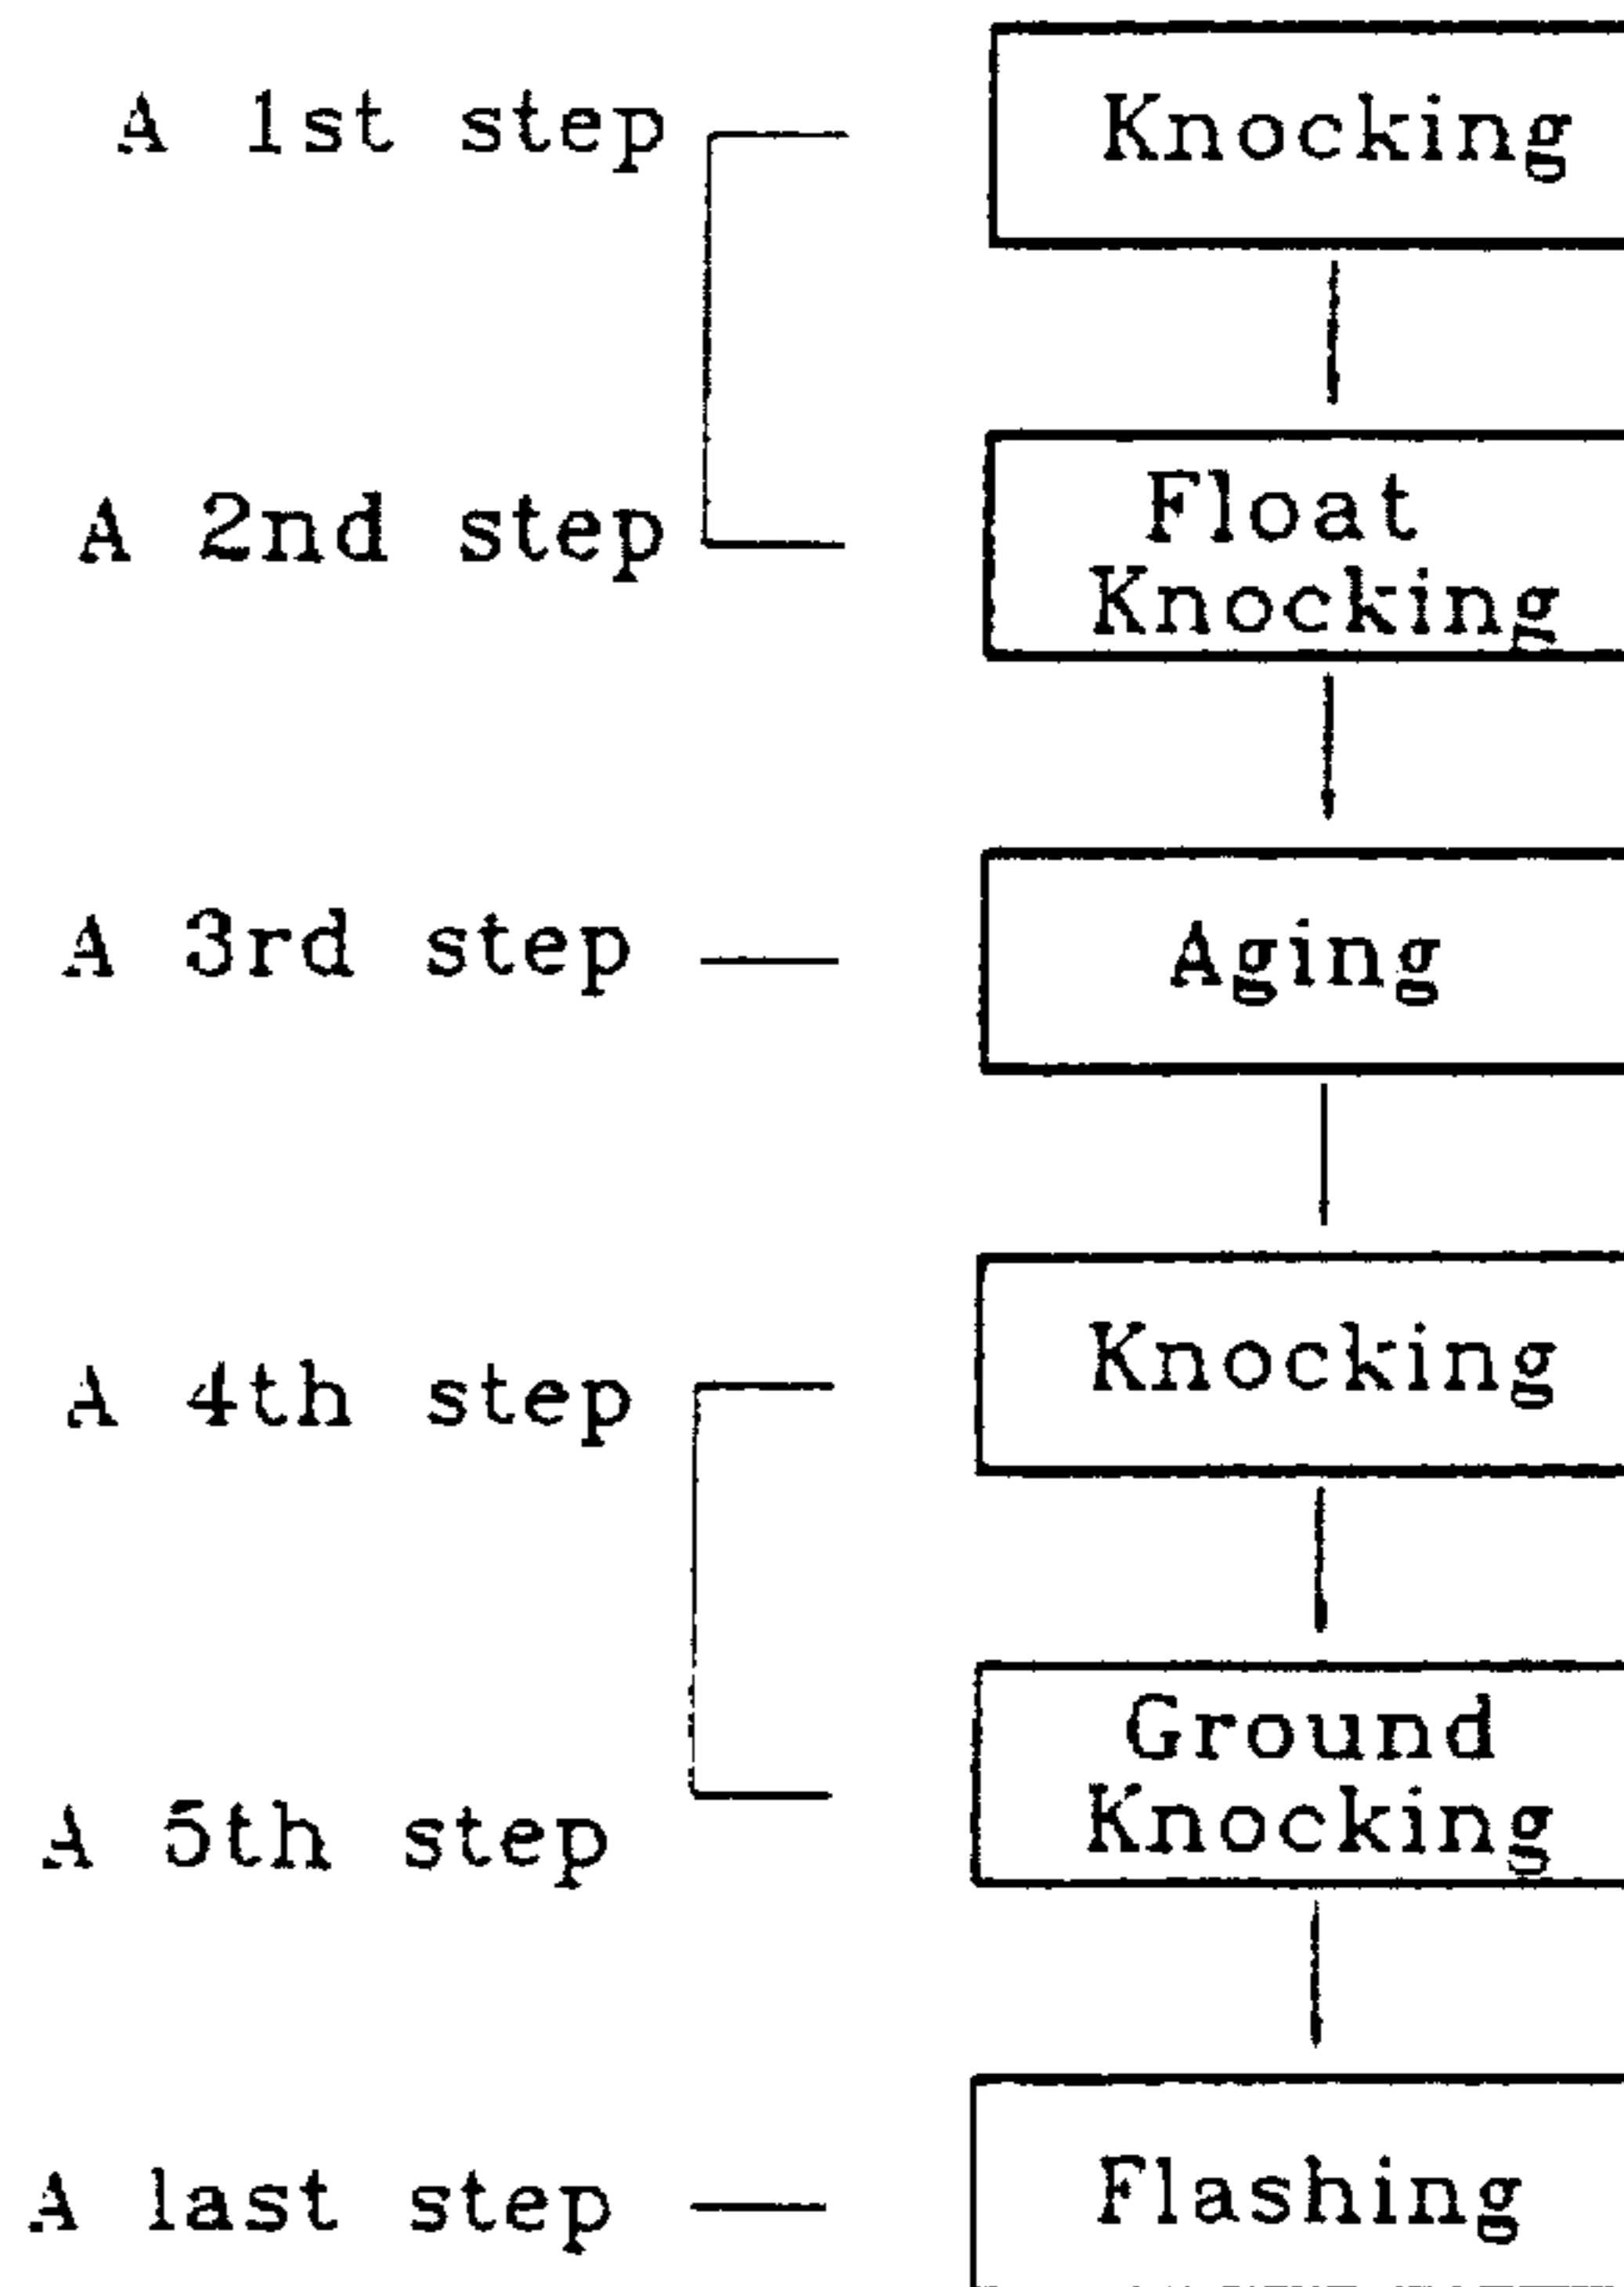 A 1st step
Knocking
A 2nd step
Float
Knocking
A 3rd step
Aging
A 4th step
Knocking
A 5th step
Ground
Knocking
A last step
Flashing